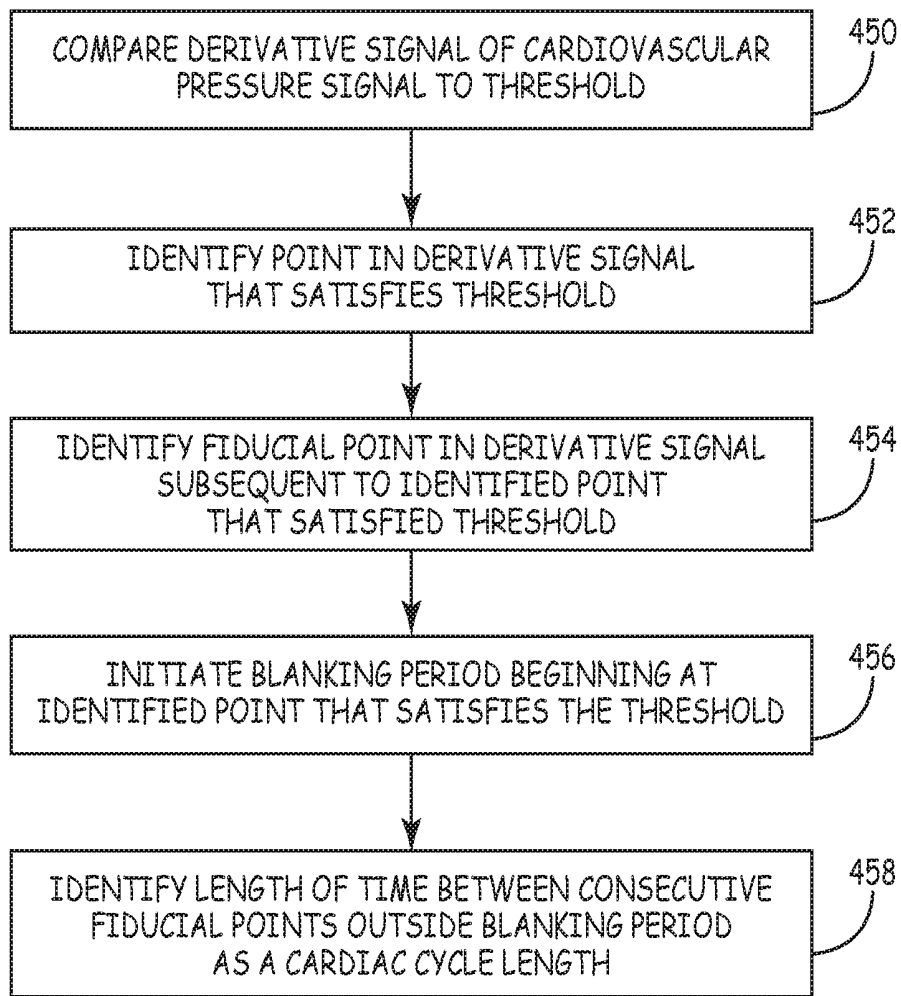 COMPARE DERIVATIVE SIGNAL OF CARDIOVASCULAR
PRESSURE SIGNAL TO THRESHOLD
450
IDENTIFY POINT IN DERIVATIVE SIGNAL
THAT SATISFIES THRESHOLD
452
IDENTIFY FIDUCIAL POINT IN DERIVATIVE SIGNAL
SUBSEQUENT TO IDENTIFIED POINT
THAT SATISFIED THRESHOLD
454
INITIATE BLANKING PERIOD BEGINNING AT
IDENTIFIED POINT THAT SATISFIES THE THRESHOLD
456
IDENTIFY LENGTH OF TIME BETWEEN CONSECUTIVE
FIDUCIAL POINTS OUTSIDE BLANKING PERIOD
AS A CARDIAC CYCLE LENGTH
458